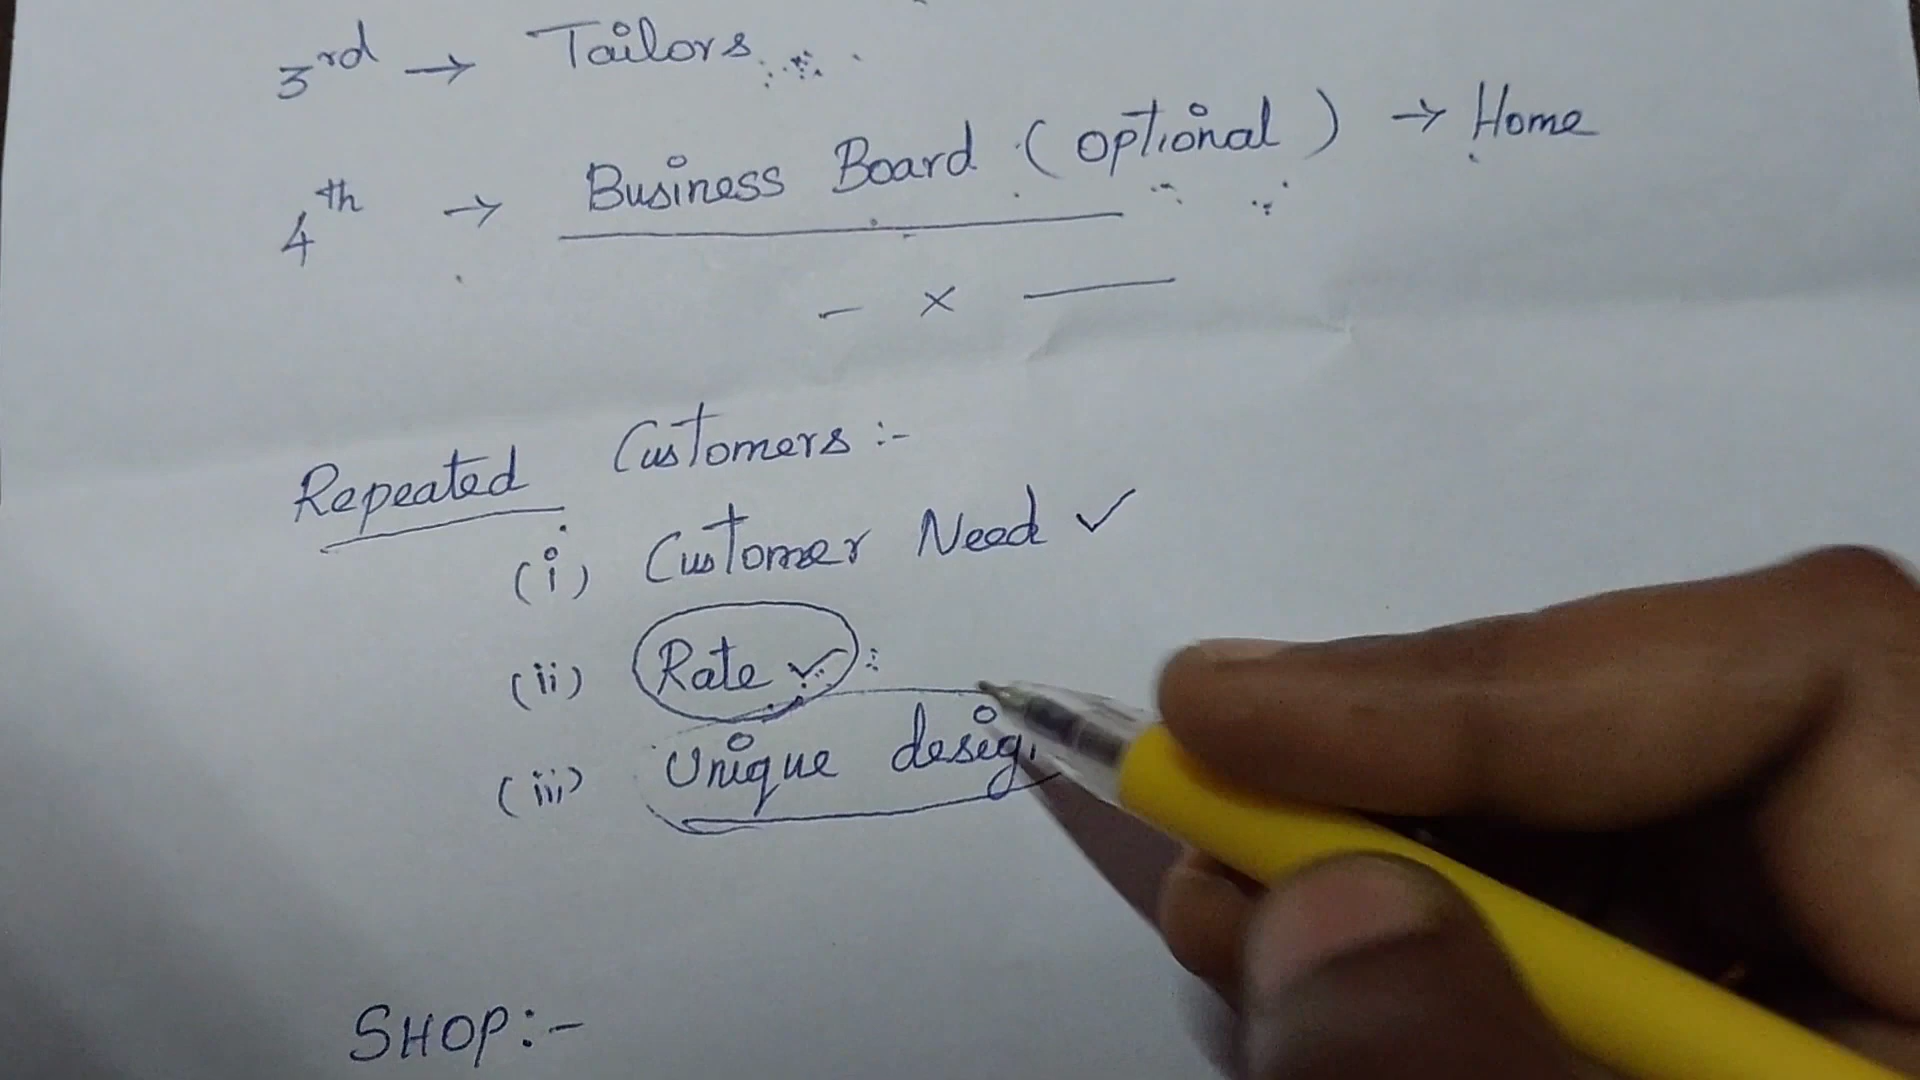 3rd → Tailors
4th → Business Board (optional) → Home
— x —
Repeated Customers :-
(i) Customer Need ✓
(ii) Rate ✓
(iii) Unique desig
SHOP:-